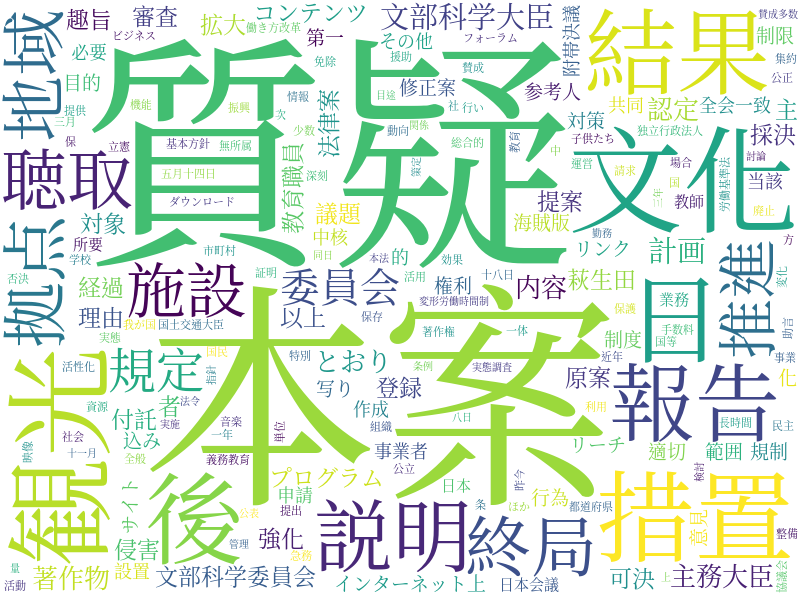 地域
趣旨
審査
ビジネス
コンテンツ
拡大
働き方改革
文部科学大臣
その他
フォーラム
結果
賛成多数
制限
附帯決議
集約
公正
第一
免除
援助
賛成
必要
目的
質疑
修正案
参考人
共同
認定
全会一致
主
提供
三月
機能
振興
情報
法律案
目途
社
行い
対策
独立行政法人
採決
聴取
保
立憲
基本方針
無所属
次
少数
動向
関係
総合的
教育
中
運営
子供たち
請求
場合
討論
労働基準法
教育職員
深刻
策定
提案
文化
教師
国
当該
五月十四日
ダウンロード
議題
海賊版
三年
廃止
拠点
対象
所要
市町村
中核
的
勤務
リンク
計画
方
推進
否決
学校
経過
施設
証明
同日
本法
効果
活用
十八日
権利
内容
萩生田
日
業務
保護
変化
理由
委員会
変形労働時間制
以上
保存
著作権
一体
制度
手数料
国等
助言
我が国
国土交通大臣
実態
本案
観光
活性化
規定
国民
指針
特別
とおり
写り
条例
実態調査
近年
原案
事業
化
報告
資源
付託
者
法令
作成
登録
利用
社会
映像
実施
音楽
一年
単位
組織
八日
リーチ
適切
範囲
規制
長時間
民主
十一月
込み
全般
義務教育
事業者
公立
昨今
検討
後
プログラム
説明
終局
措置
サイト
申請
日本
条
ほか
行為
都道府県
意見
整備
侵害
公表
提出
強化
量
活動
著作物
設置
管理
急務
文部科学委員会
インターネット上
日本会議
可決
上
主務大臣
協議会